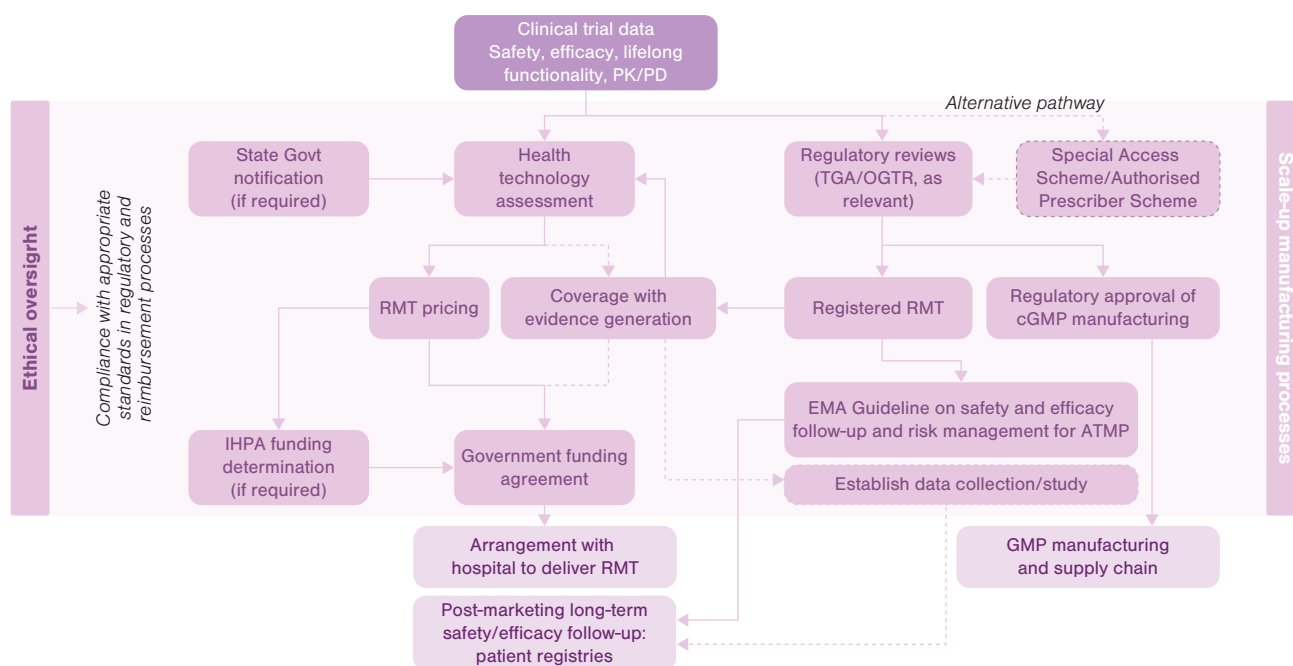 Clinical trial data
Safety, efficacy, lifelong
functionality, PK/PD
Alternative pathway
Ethical oversigrht
Compliance with appropriate
standards in regulatory and
reimbursement processes
State Govt
notification
(if required)
Health
technology
assessment
Regulatory reviews
(TGA/OGTR, as
relevant)
Special Access
Scheme/Authorised
Prescriber Scheme
Scale-up manufacturing processes
RMT pricing
Coverage with
evidence generation
Registered RMT
Regulatory approval of
cGMP manufacturing
EMA Guideline on safety and efficacy
follow-up and risk management for ATMP
IHPA funding
determination
(if required)
Government funding
agreement
Establish data collection/study
Arrangement with
hospital to deliver RMT
GMP manufacturing
and supply chain
Post-marketing long-term
safety/efficacy follow-up:
patient registries